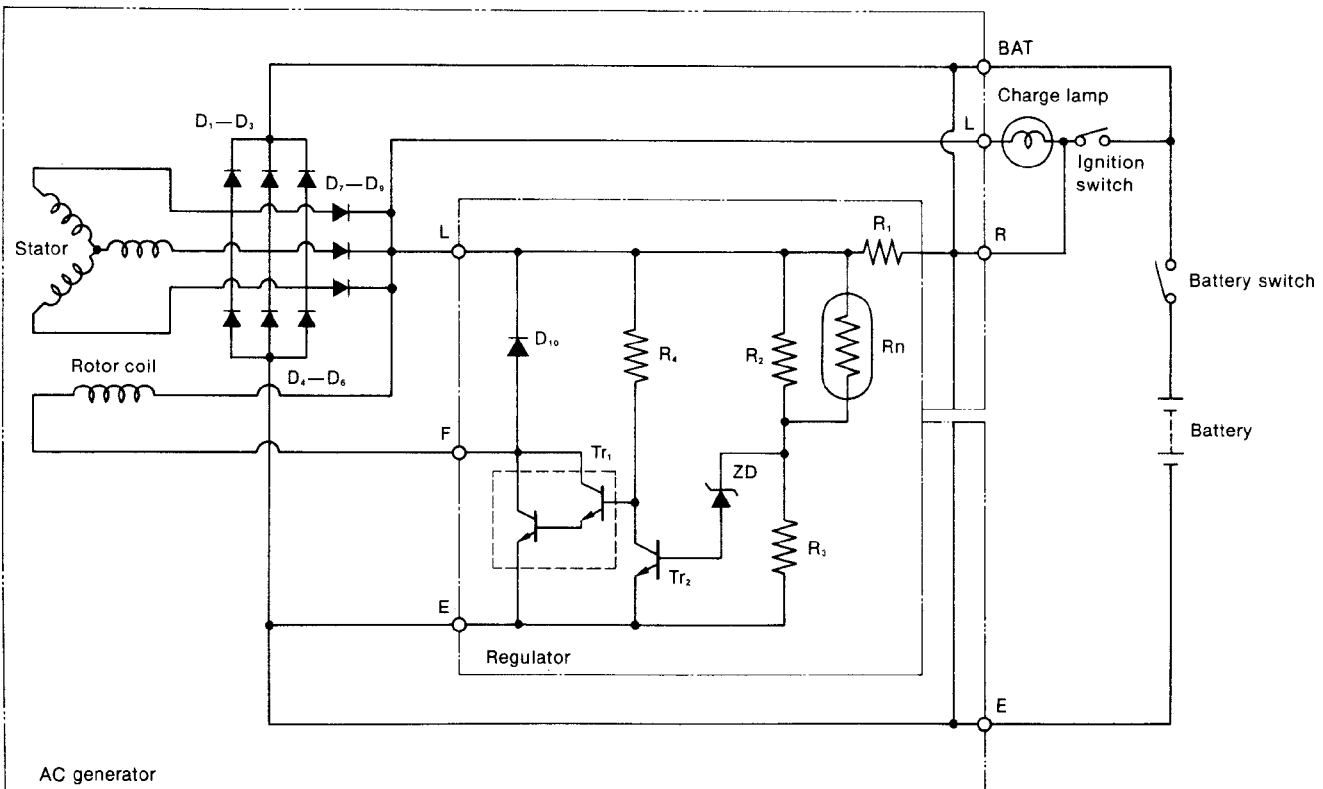 BAT
Charge lamp
L
Ignition
switch
D₁—D₃
D₇—D₉
Stator
L
R₁
R
Battery switch
D₁₀
R₄
R₂
Rn
Rotor coil
D₄—D₆
F
Tr₁
ZD
Battery
R₃
Tr₂
E
Regulator
E
AC generator